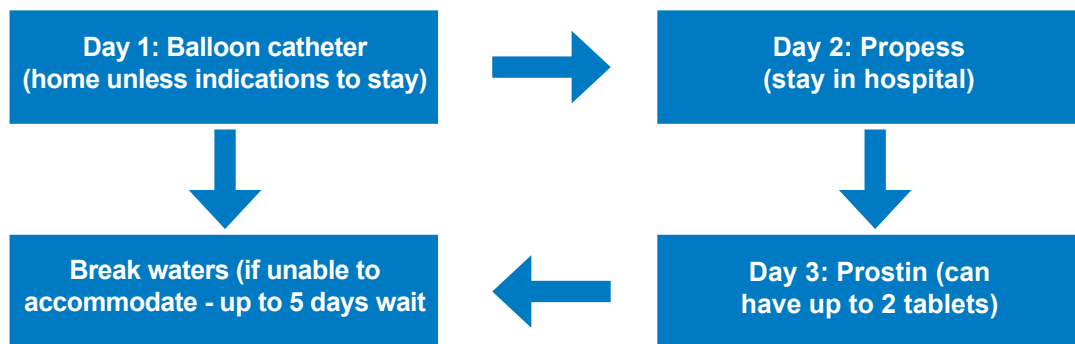 Day 1: Balloon catheter
(home unless indications to stay)
Day 2: Propess
(stay in hospital)
Break waters (if unable to
accommodate - up to 5 days wait
Day 3: Prostin (can
have up to 2 tablets)